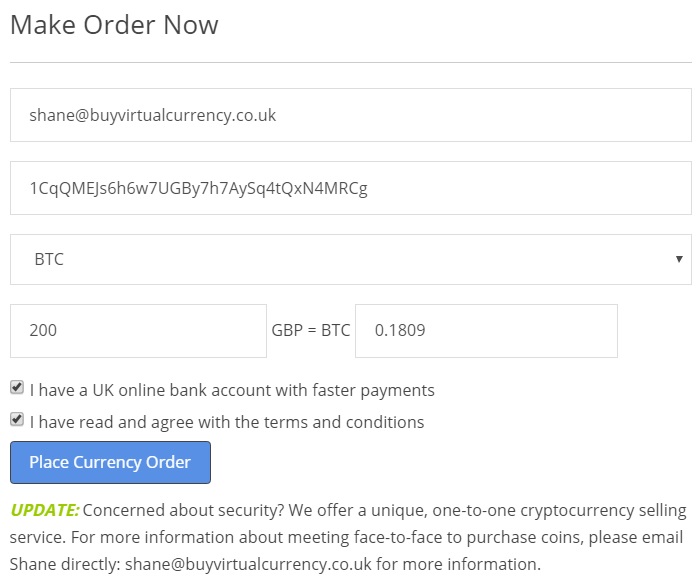 Make Order Now
shane@buyvirtualcurrency.co.uk
1CqQMEJs6h6w7UGBy7h7AySq4tQxN4MRCg
BTC
200 GBP = BTC 0.1809
I have a UK online bank account with faster payments
I have read and agree with the terms and conditions
Place Currency Order
UPDATE: Concerned about security? We offer a unique, one-to-one cryptocurrency selling
service. For more information about meeting face-to-face to purchase coins, please email
Shane directly: shane@buyvirtualcurrency.co.uk for more information.